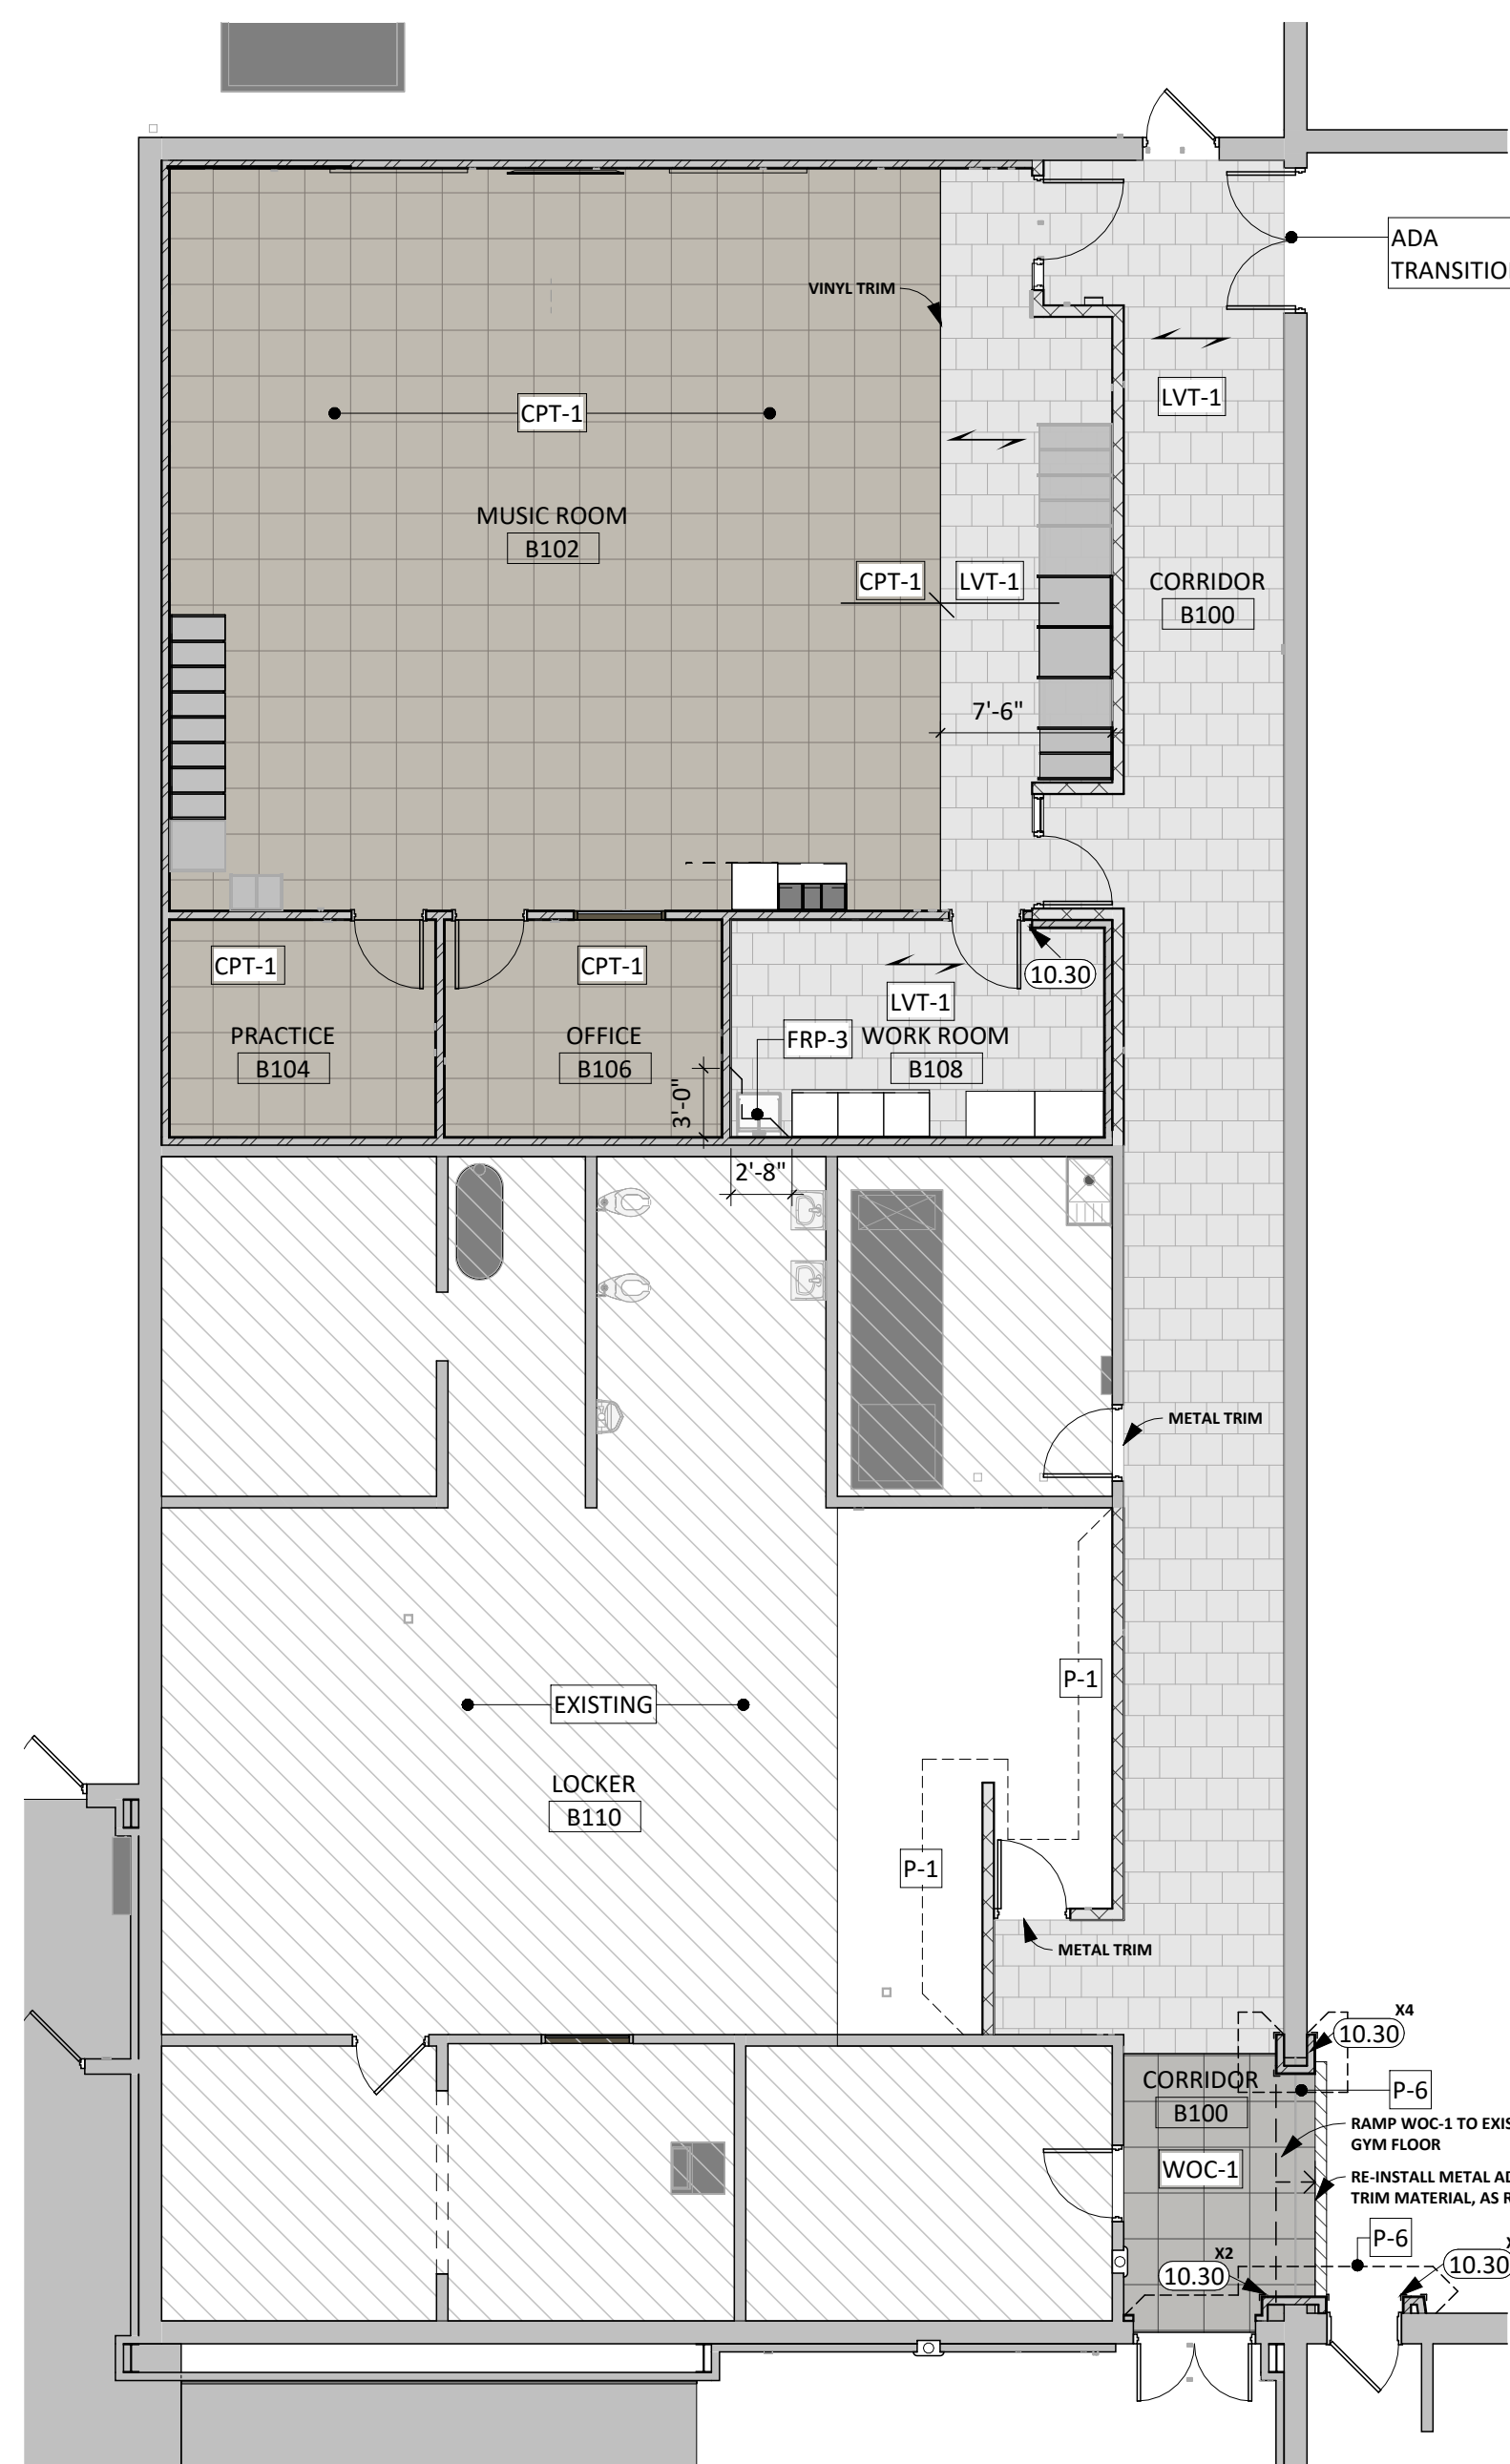 ADA
TRANSITIO
VINYL TRIM
LVT-1
CPT-1
MUSIC ROOM
B102
CPT-1
LVT-1
CORRIDOR
B100
7'-6"
CPT-1
CPT-1
10.30
LVT-1
PRACTICE
B104
OFFICE
B106
FRP-3
WORK ROOM
B108
3'-0"
2'-8"
METAL TRIM
P-1
EXISTING
LOCKER
B110
P-1
METAL TRIM
X4
10.30
CORRIDOR
B100
P-6
RAMP WOC-1 TO EXIS
GYM FLOOR
WOC-1
RE-INSTALL METAL AD
TRIM MATERIAL, AS R
P-6
X2
10.30
10.30